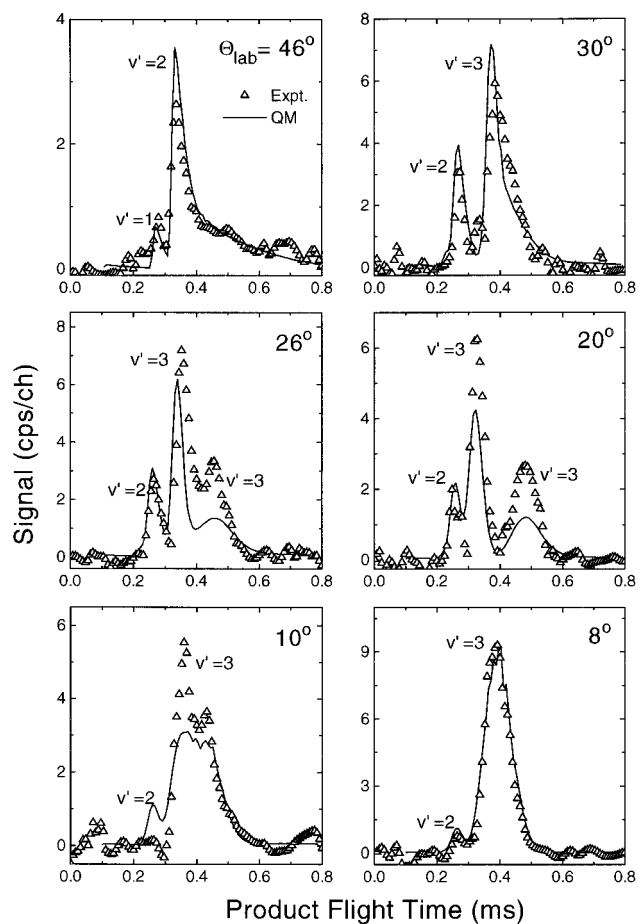 Θlab= 46°
v'=2
Expt.
QM
v'=1
4
2
0
0.0 0.2 0.4 0.6 0.8
30°
v'=3
v'=2
8
6
4
2
0
0.0 0.2 0.4 0.6 0.8
26°
v'=3
v'=3
v'=2
8
6
4
2
0
0.0 0.2 0.4 0.6 0.8
20°
v'=3
v'=3
v'=2
6
4
2
0
0.0 0.2 0.4 0.6 0.8
10°
v'=3
v'=2
6
4
2
0
0.0 0.2 0.4 0.6 0.8
8°
v'=3
v'=2
9
6
3
0
0.0 0.2 0.4 0.6 0.8
Signal (cps/ch)
Product Flight Time (ms)